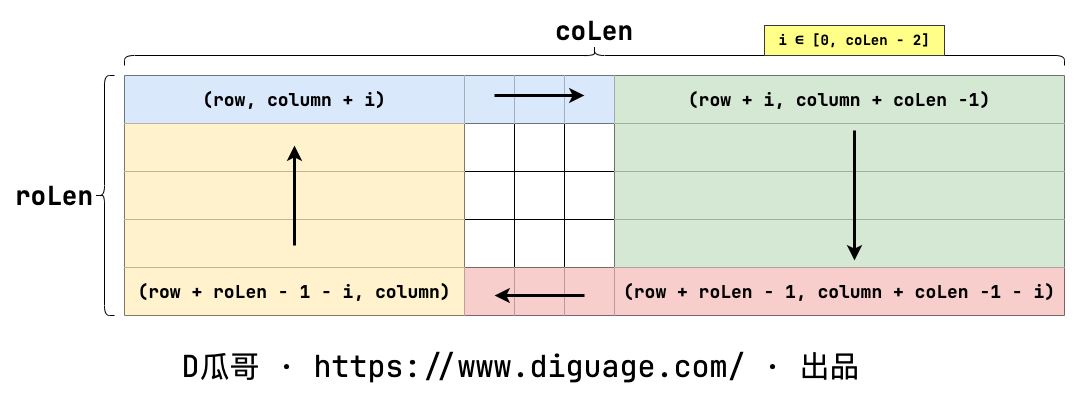 coLen
i ∈ [0, coLen - 2]
(row, column + i)
(row + i, column + coLen -1)
roLen
(row + roLen - 1 - i, column)
(row + roLen - 1, column + coLen -1 - i)
D瓜哥 · https://www.diguage.com/ · 出品